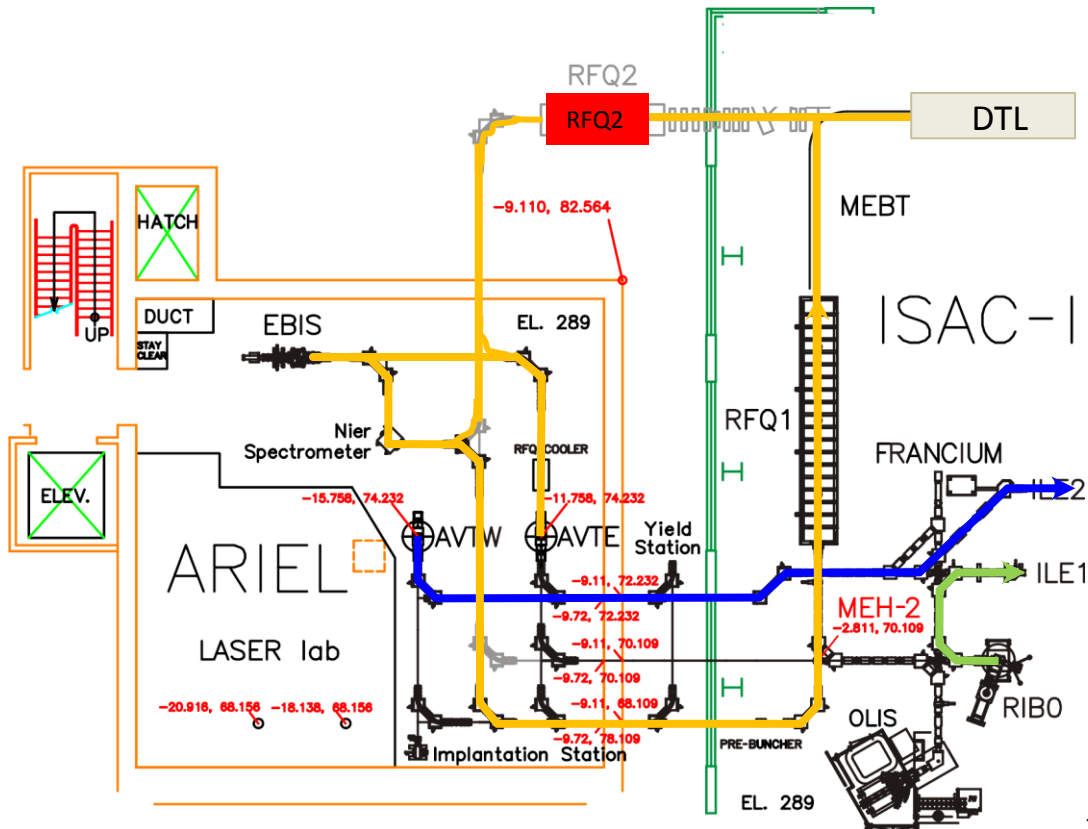 RFQ2
RFQ2
DTL
-9.110, 82.564
MEBT
HATCH
ISAC-I
DUCT
EBIS
EL. 289
UP
STAY
CLEAR
RFQ1
Nier
Spectrometer
RFQ COOLER
FRANCIUM
ELEV.
-15.758, 74.232
-11.758, 74.232
ILE2
AVTW
AVTE
Yield
Station
ARIEL
-9.11, 72.232
ILE1
-9.72, 72.232
MEH-2
-2.811, 70.109
-9.11, 70.109
LASER lab
-9.72, 70.109
-20.916, 68.156
-18.138, 68.156
-9.11, 68.109
RIBO
OLIS
-9.72, 78.109
PRE-BUNCHER
Implantation Station
EL. 289